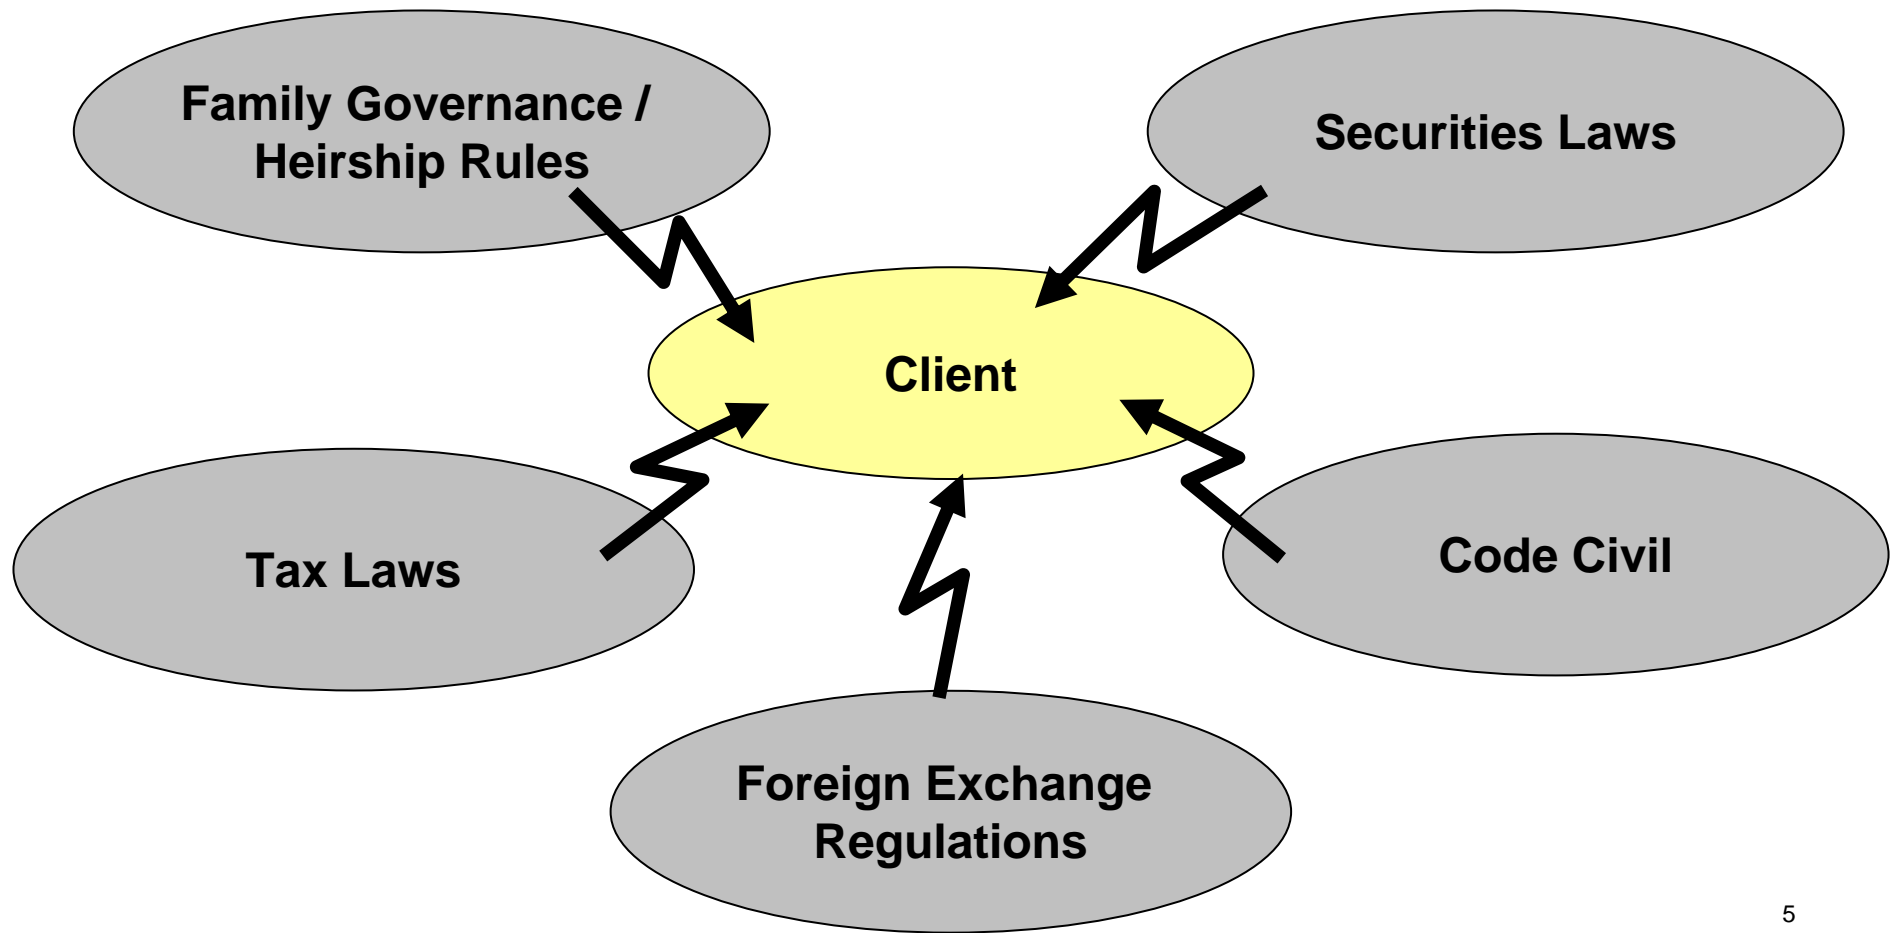 Family Governance /
Heirship Rules
Securities Laws
Client
Tax Laws
Code Civil
Foreign Exchange
Regulations
5